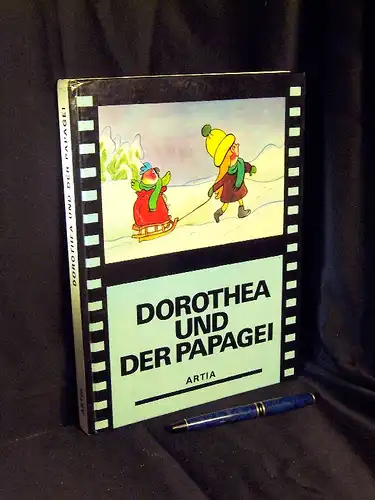 DOROTHEA UND DER PAPAGEI
ARTIA
DOROTHEA
UND
DER PAPAGEI
ARTIA